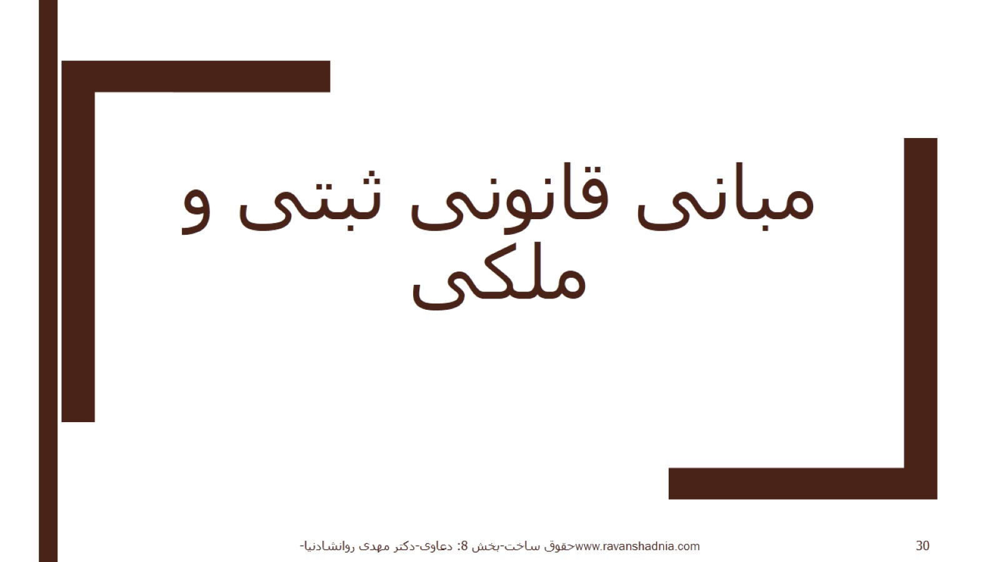 مبانی قانونی ثبتی و
ملکی
حقوق ساخت-بخش 8: دعاوی-دکتر مهدی روانشادنیا-www.ravanshadnia.com
30